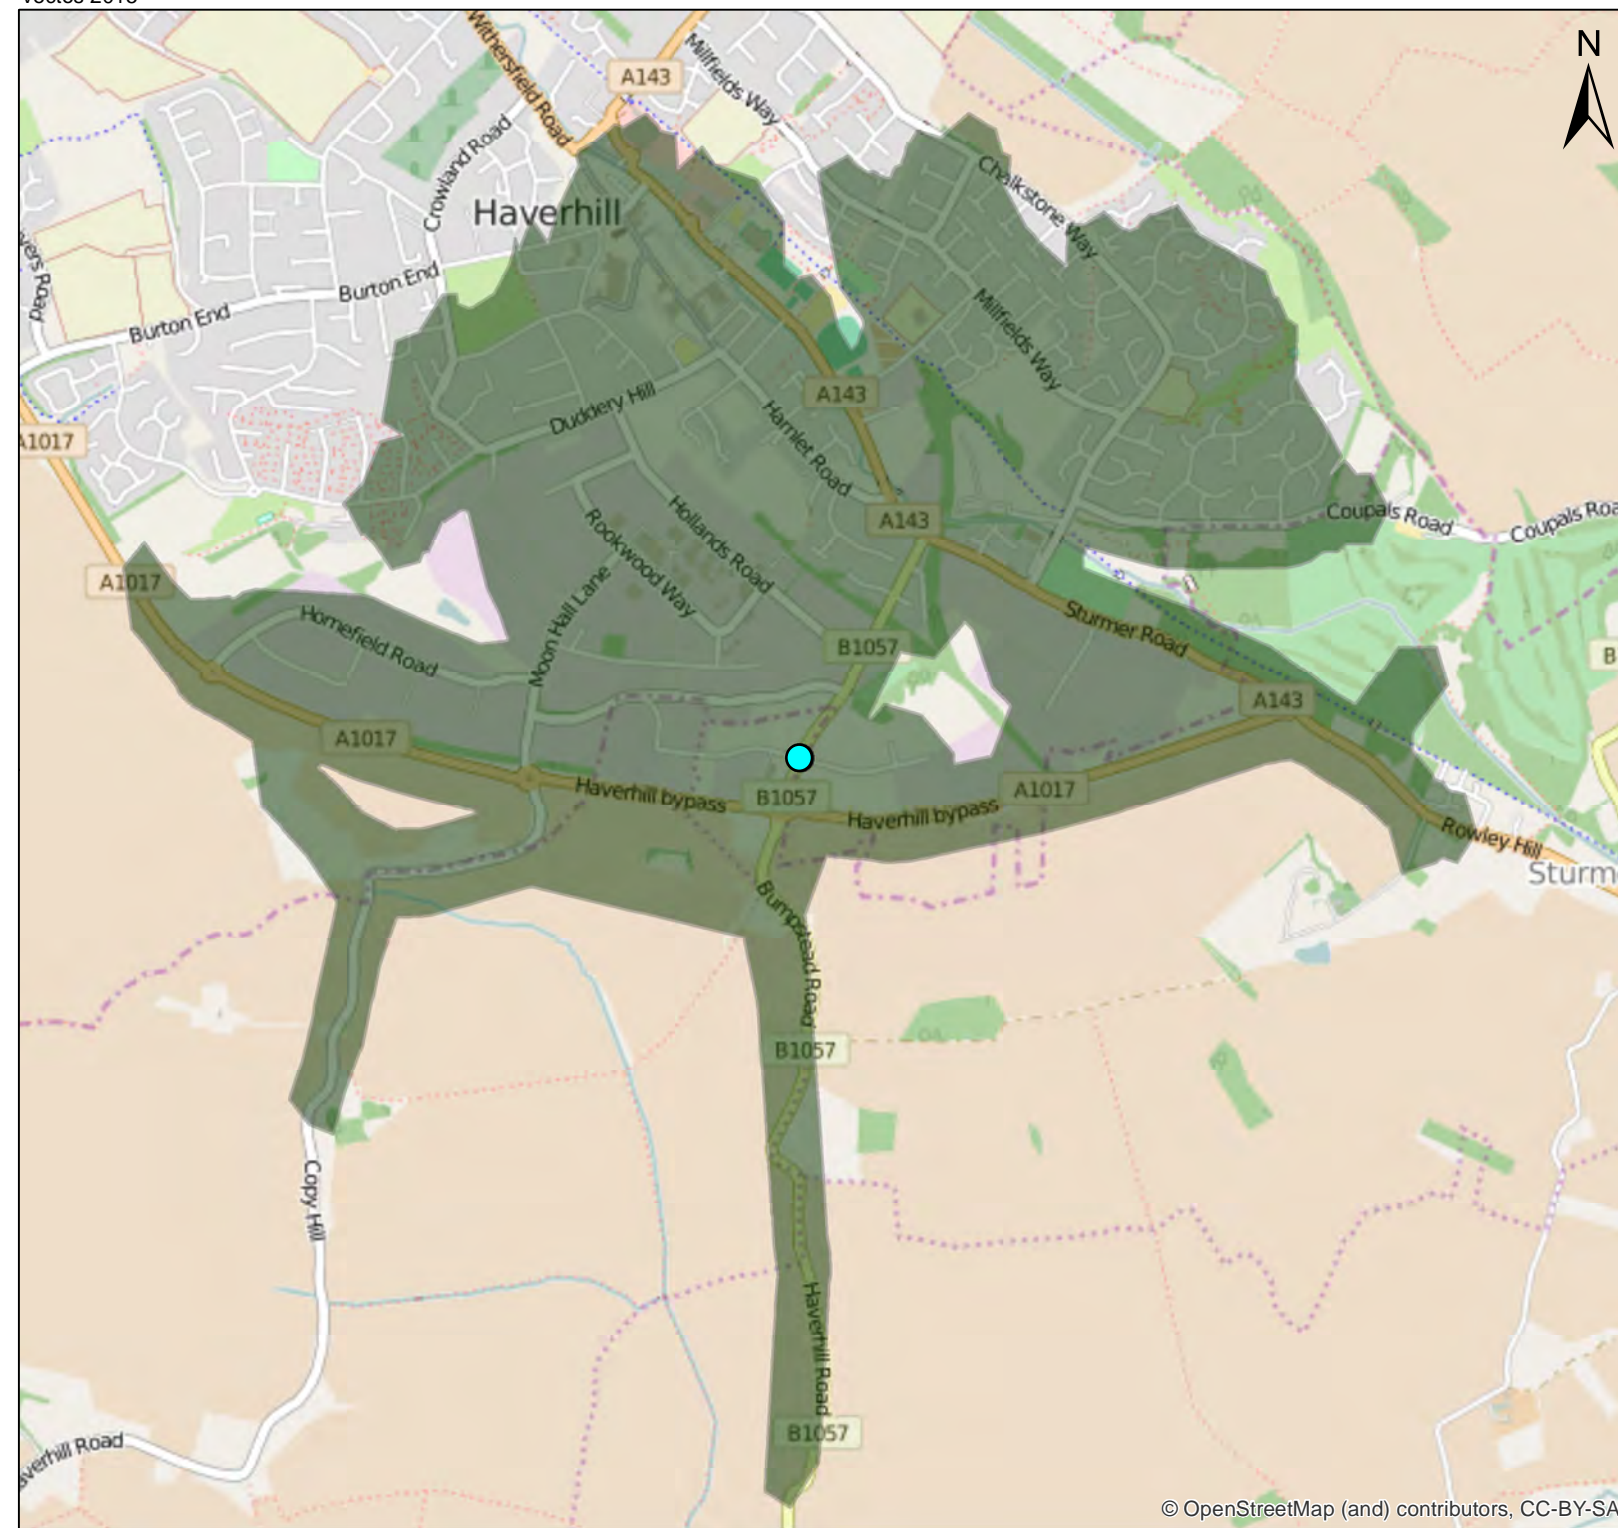 N
Withersfield Road
A143
Millfields Way
Crowland Road
Chalkstone Way
Haverhill
Burton End
Burton End
Millfields Way
A143
Duddery Hill
Hamlet Road
A1017
A143
Coupals Road
Coupals Roa
Hollands Road
Rookwood Way
A1017
Moon Hall Lane
Homefield Road
Sturmer Road
B1057
B
A143
A1017
A1017
Haverhill bypass
B1057
Haverhill bypass
Rowley Hill
Sturm
Bumpstead Road
B1057
Copy Hill
Haverhill Road
B1057
averhill Road
© OpenStreetMap (and) contributors, CC-BY-SA